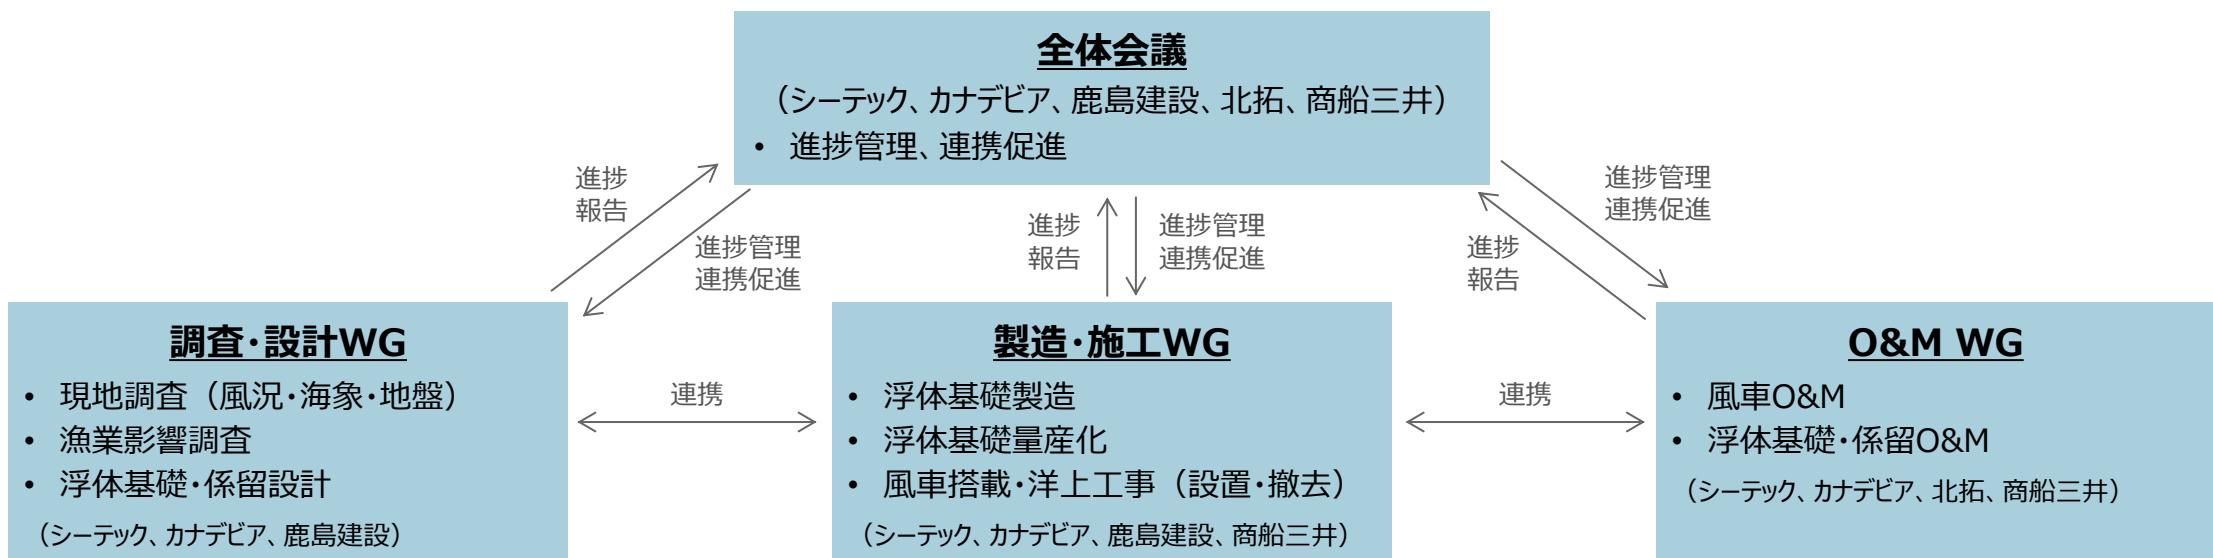 全体会議
（シーテック、カナデビア、鹿島建設、北拓、商船三井）
• 進捗管理、連携促進
進捗
報告
進捗管理
連携促進
進捗
報告
進捗管理
連携促進
進捗管理
連携促進
進捗
報告
調査・設計WG
• 現地調査（風況・海象・地盤）
• 漁業影響調査
• 浮体基礎・係留設計
（シーテック、カナデビア、鹿島建設）
連携
製造・施工WG
• 浮体基礎製造
• 浮体基礎量産化
• 風車搭載・洋上工事（設置・撤去）
（シーテック、カナデビア、鹿島建設、商船三井）
連携
O&M WG
• 風車O&M
• 浮体基礎・係留O&M
（シーテック、カナデビア、北拓、商船三井）